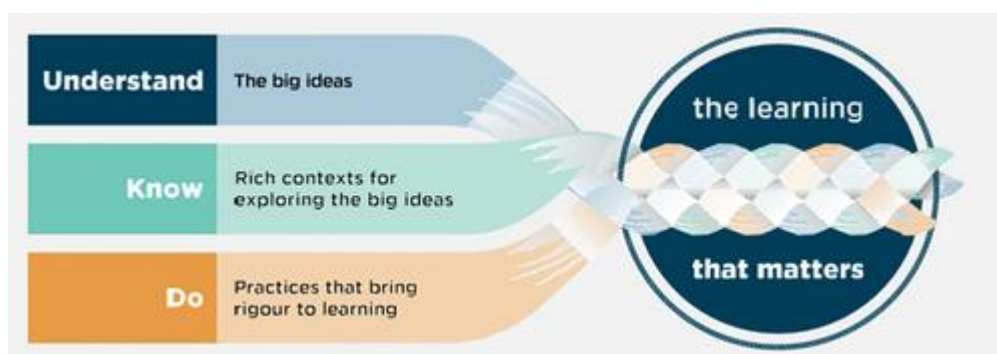 Understand
The big ideas
Know
Rich contexts for
exploring the big ideas
Do
Practices that bring
rigour to learning
the learning
that matters